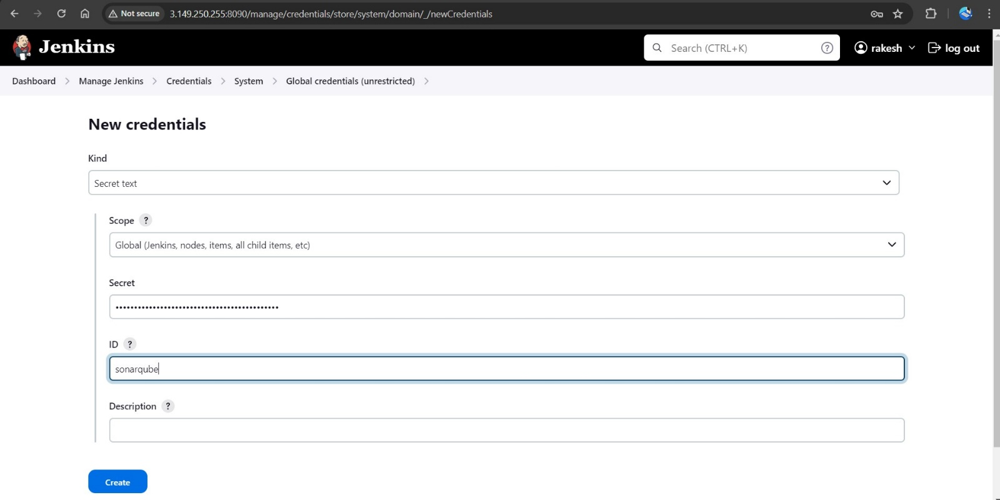 Not secure 3.149.250.255:8090/manage/credentials/store/system/domain/_/newCredentials
Jenkins Search (CTRL+K) ? rakesh log out
Dashboard Manage Jenkins Credentials System Global credentials (unrestricted)
New credentials
Kind
Secret text
Scope ?
Global (Jenkins, nodes, items, all child items, etc)
Secret
••••••••••••••••••••••••••••••••••••••••••••
ID ?
sonarqube
Description ?
Create